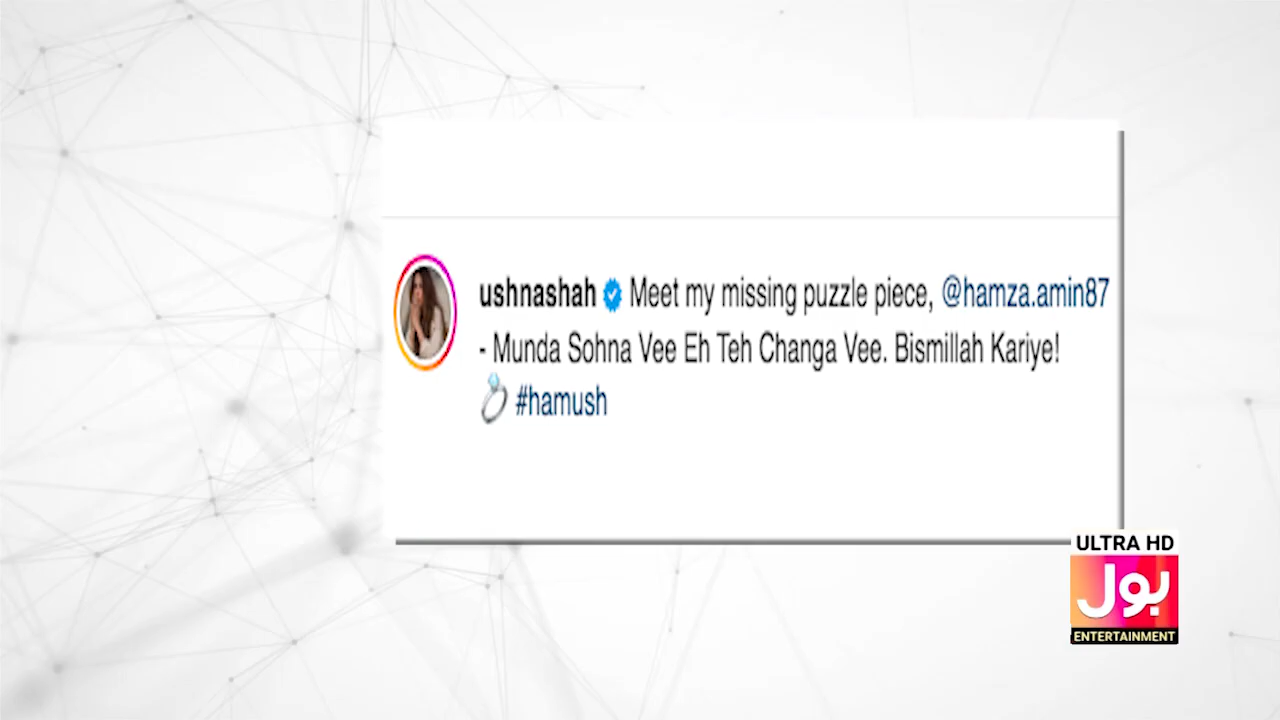 ushnashah Meet my missing puzzle piece, @hamza.amin87
- Munda Sohna Vee Eh Teh Changa Vee. Bismillah Kariye!
💍 #hamush
ULTRA HD
بول
ENTERTAINMENT